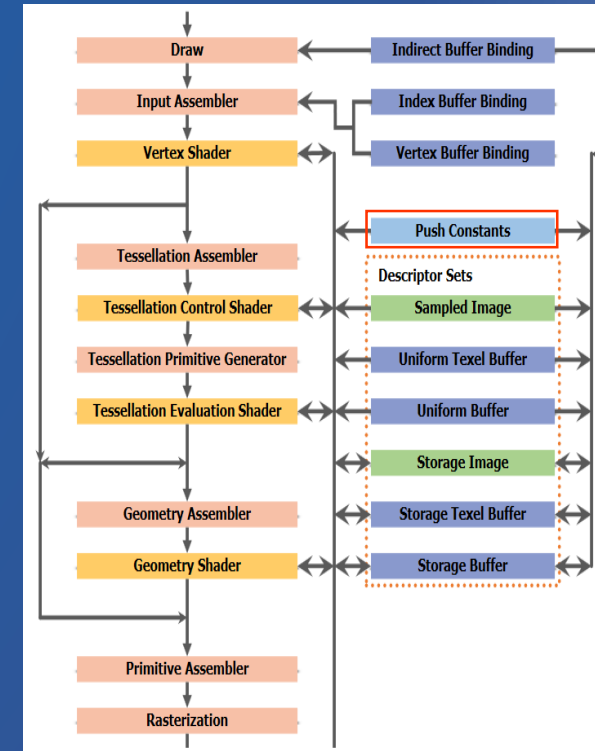 Draw
Indirect Buffer Binding
Input Assembler
Index Buffer Binding
Vertex Shader
Vertex Buffer Binding
Push Constants
Tessellation Assembler
Descriptor Sets
Tessellation Control Shader
Sampled Image
Tessellation Primitive Generator
Uniform Texel Buffer
Tessellation Evaluation Shader
Uniform Buffer
Storage Image
Geometry Assembler
Storage Texel Buffer
Geometry Shader
Storage Buffer
Primitive Assembler
Rasterization